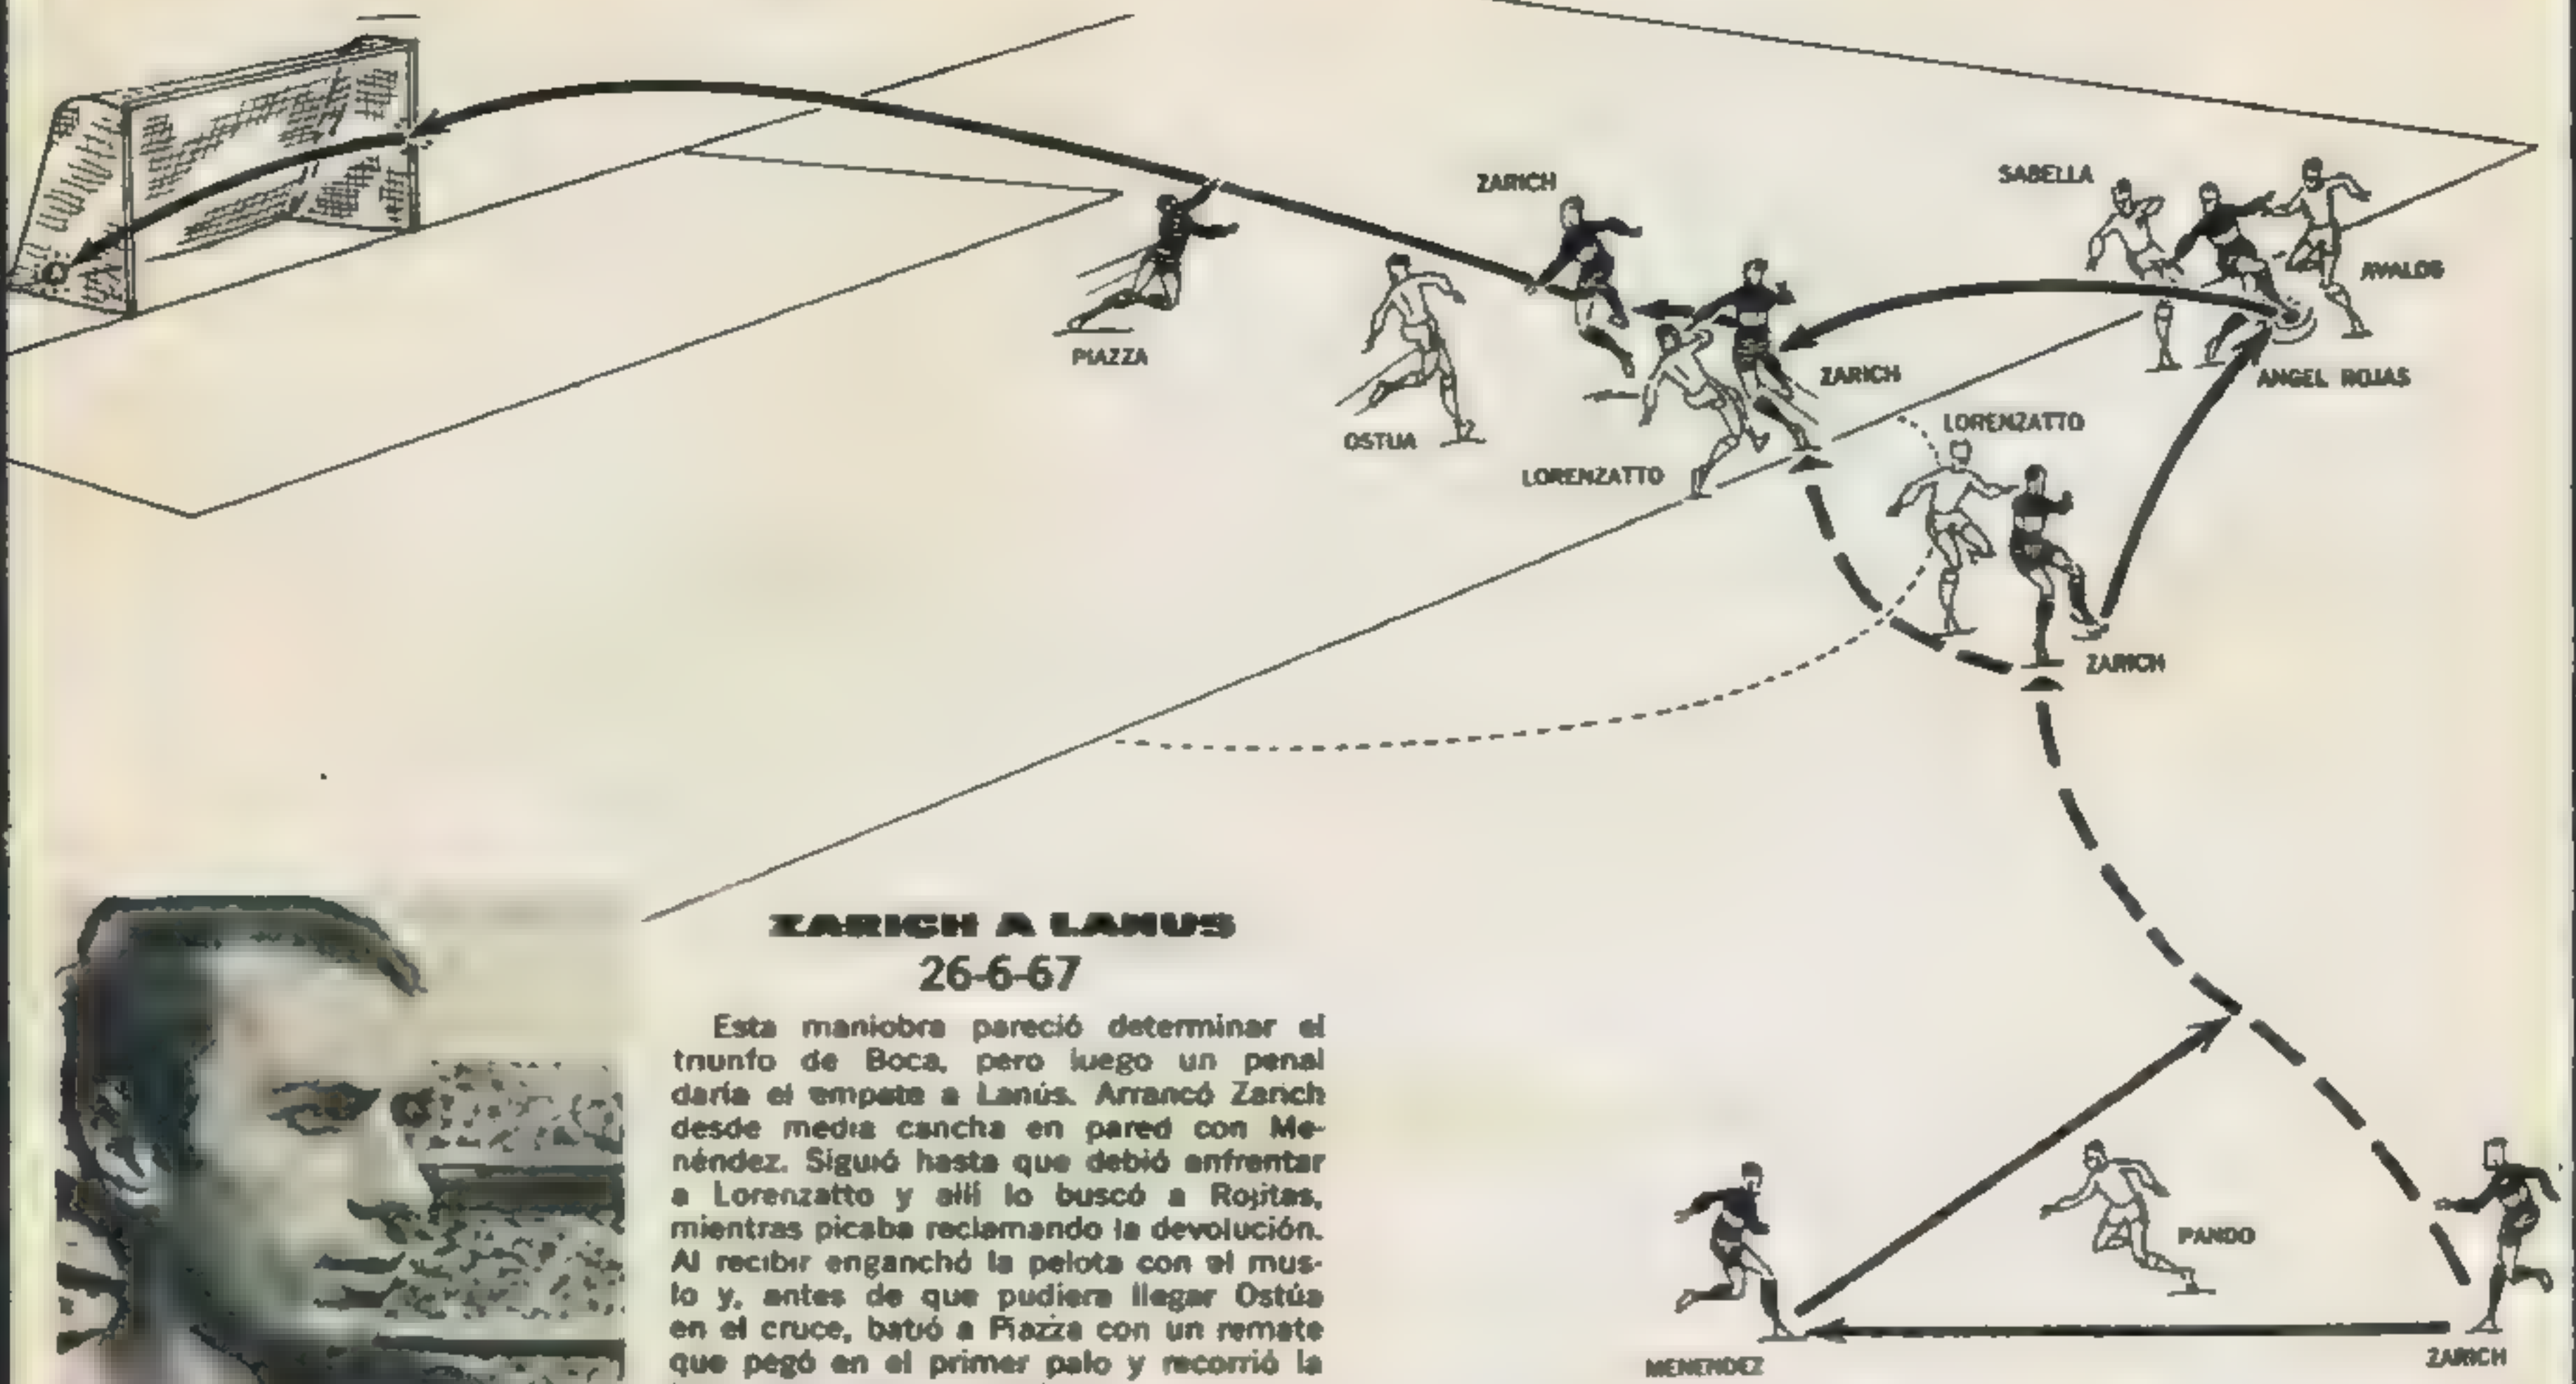 ZARICH
SABELLA
AVALOS
PIAZZA
ZARICH
ANGEL ROJAS
OSTUA
LORENZATTO
LORENZATTO
ZARICH
ZARICH A LANUS
26-6-67
Esta maniobra pareció determinar el
triunfo de Boca, pero luego un penal
daría el empate a Lanús. Arrancó Zarich
desde media cancha en pared con Me-
néndez. Siguió hasta que debió enfrentar
a Lorenzatto y allí lo buscó a Rojitas,
mientras picaba reclamando la devolución.
Al recibir enganchó la pelota con el mus-
lo y, antes de que pudiera llegar Ostúa
en el cruce, batió a Piazza con un remate
que pegó en el primer palo y recorrió la
PANDO
MENENDEZ
ZARICH